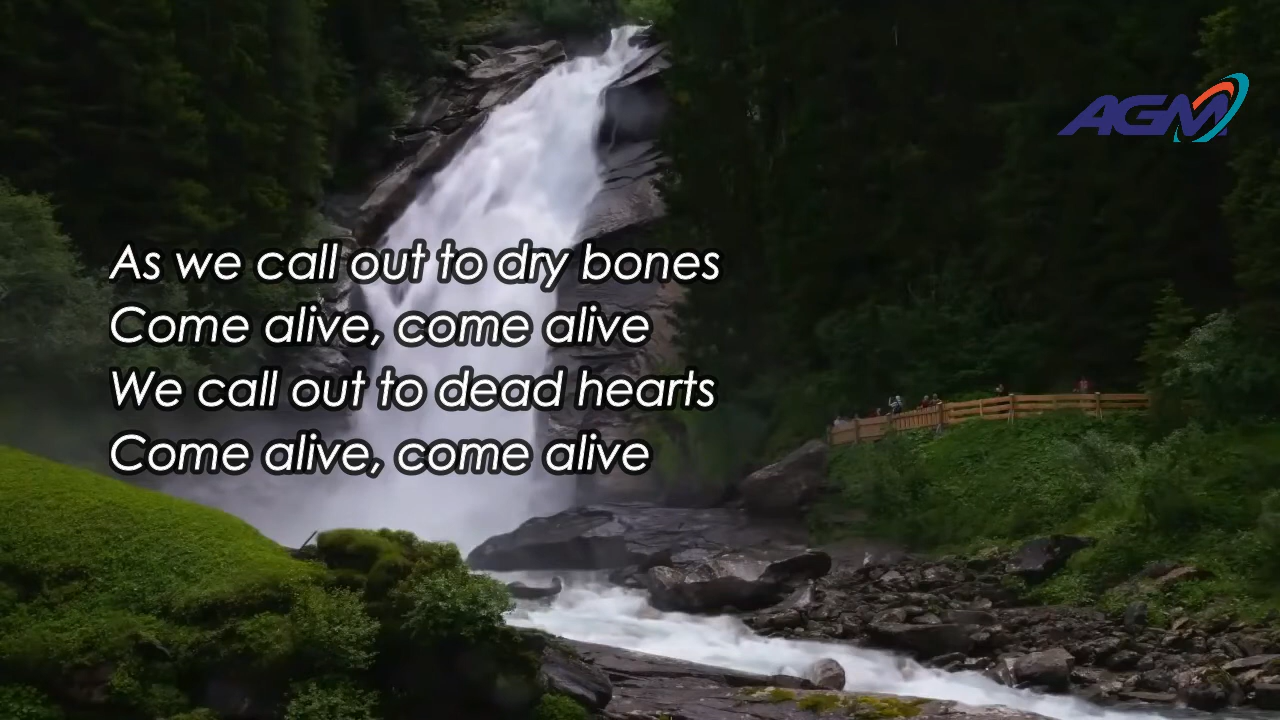 AGM
As we call out to dry bones
Come alive, come alive
We call out to dead hearts
Come alive, come alive